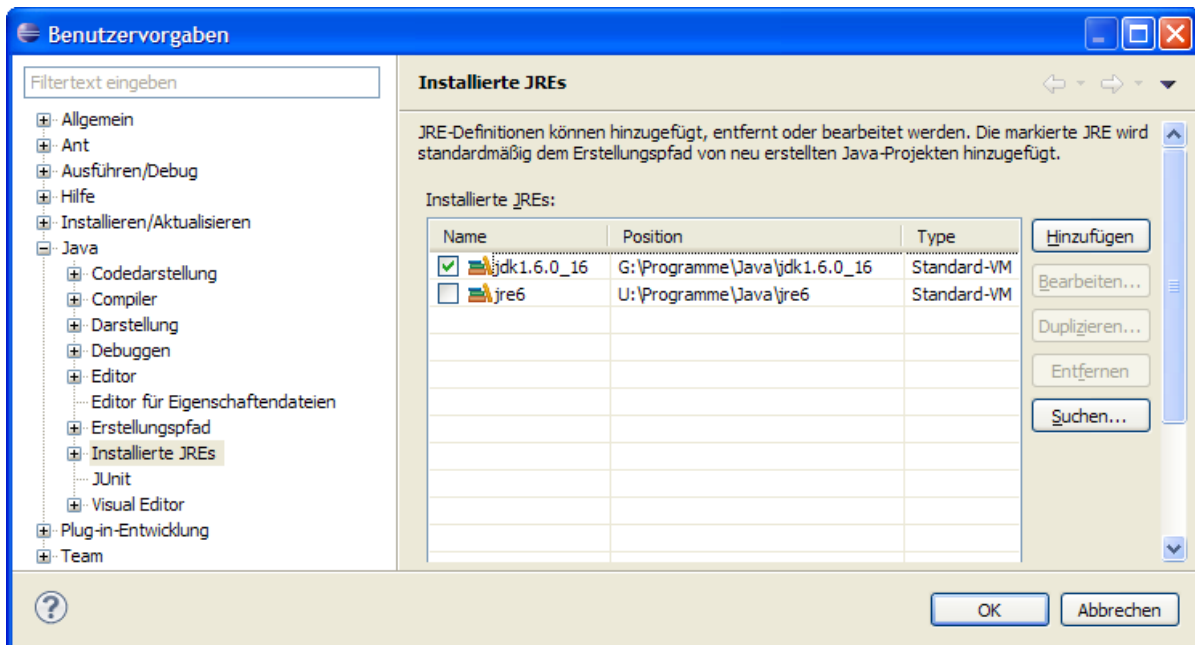 Benutzervorgaben
Filtertext eingeben
Allgemein
Ant
Ausführen/Debug
Hilfe
Installieren/Aktualisieren
Java
Codedarstellung
Compiler
Darstellung
Debuggen
Editor
Editor für Eigenschaftendateien
Erstellungspfad
Installierte JREs
JUnit
Visual Editor
Plug-in-Entwicklung
Team
Installierte JREs
JRE-Definitionen können hinzugefügt, entfernt oder bearbeitet werden. Die markierte JRE wird
standardmäßig dem Erstellungspfad von neu erstellten Java-Projekten hinzugefügt.
Installierte JREs:
Name Position Type
jdk1.6.0_16 G:\Programme\Java\jdk1.6.0_16 Standard-VM
jre6 U:\Programme\Java\jre6 Standard-VM
Hinzufügen
Bearbeiten...
Duplizieren...
Entfernen
Suchen...
?
OK Abbrechen